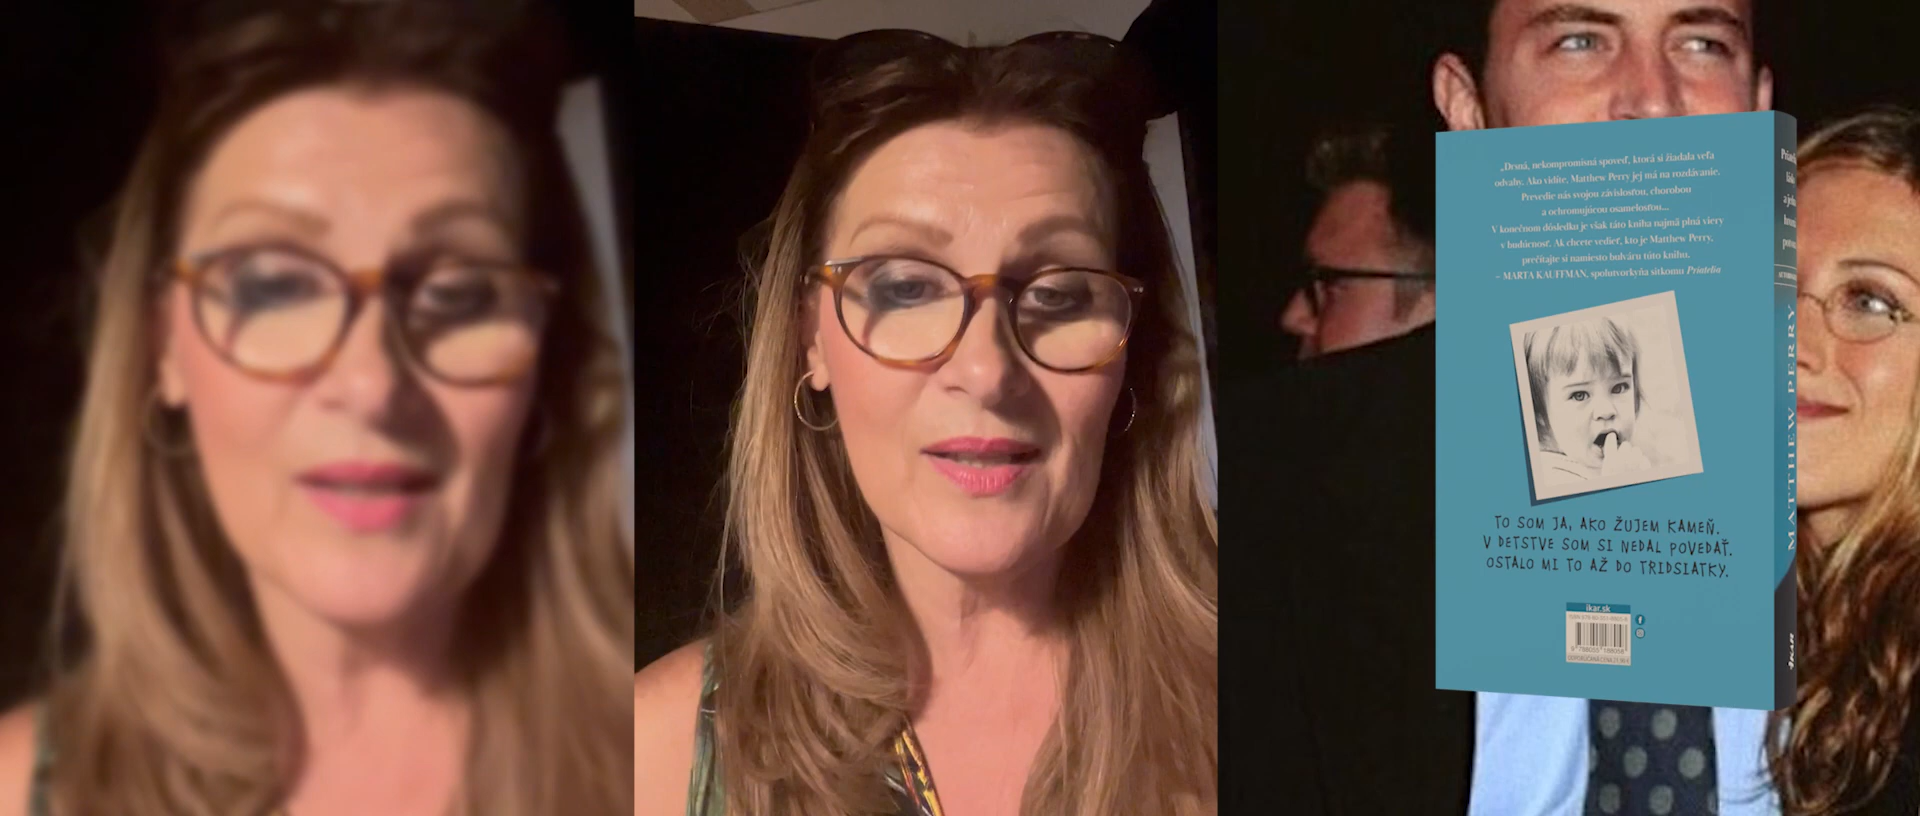 „Desná, nekompromisná spoveď, ktorá si žiadala veľa
odvahy. Ako vidíte, Matthew Perry jej má na rozdávanie.
Prevedie nás svojou závislosťou, chorobou
a ochromujúcou osamelosťou...
V konečnom dôsledku je však táto kniha najmä plná viery
v budúcnosť. Ak chcete vedieť, kto je Matthew Perry,
prečítajte si namiesto bulváru túto knihu.
– MARTA KAUFFMAN, spolutvorkyňa sitkomu Priatelia
TO SOM JA, AKO ŽUJEM KAMEŇ.
V DETSTVE SOM SI NEDAL POVEDAŤ.
OSTALO MI TO AŽ DO TRIDSIATKY.
ikar.sk
MATTHEW PERRY
IKAR